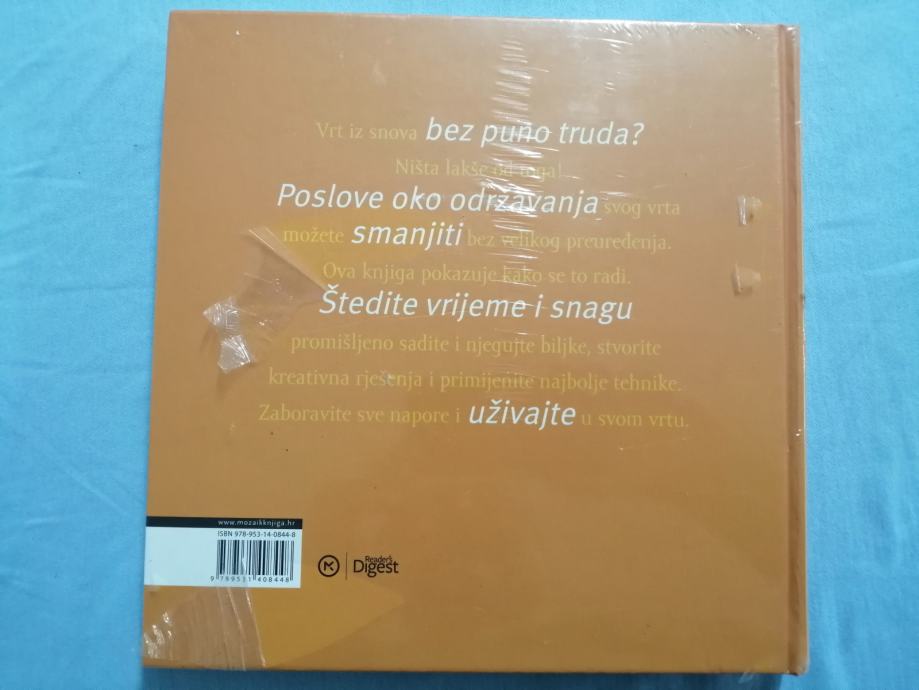 Vrt iz snova bez puno truda?
Ništa lakše od toga!
Poslove oko održavanja svog vrta
možete smanjiti bez velikog preuređenja.
Ova knjiga pokazuje kako se to radi.
Štedite vrijeme i snagu
promišljeno sadite i njegujte biljke, stvorite
kreativna rješenja i primijenite najbolje tehnike.
Zaboravite sve napore i uživajte u svom vrtu.
www.mozaikknjiga.hr
ISBN 978-953-14-0844-8
9 789531 408448
Reader's
Digest